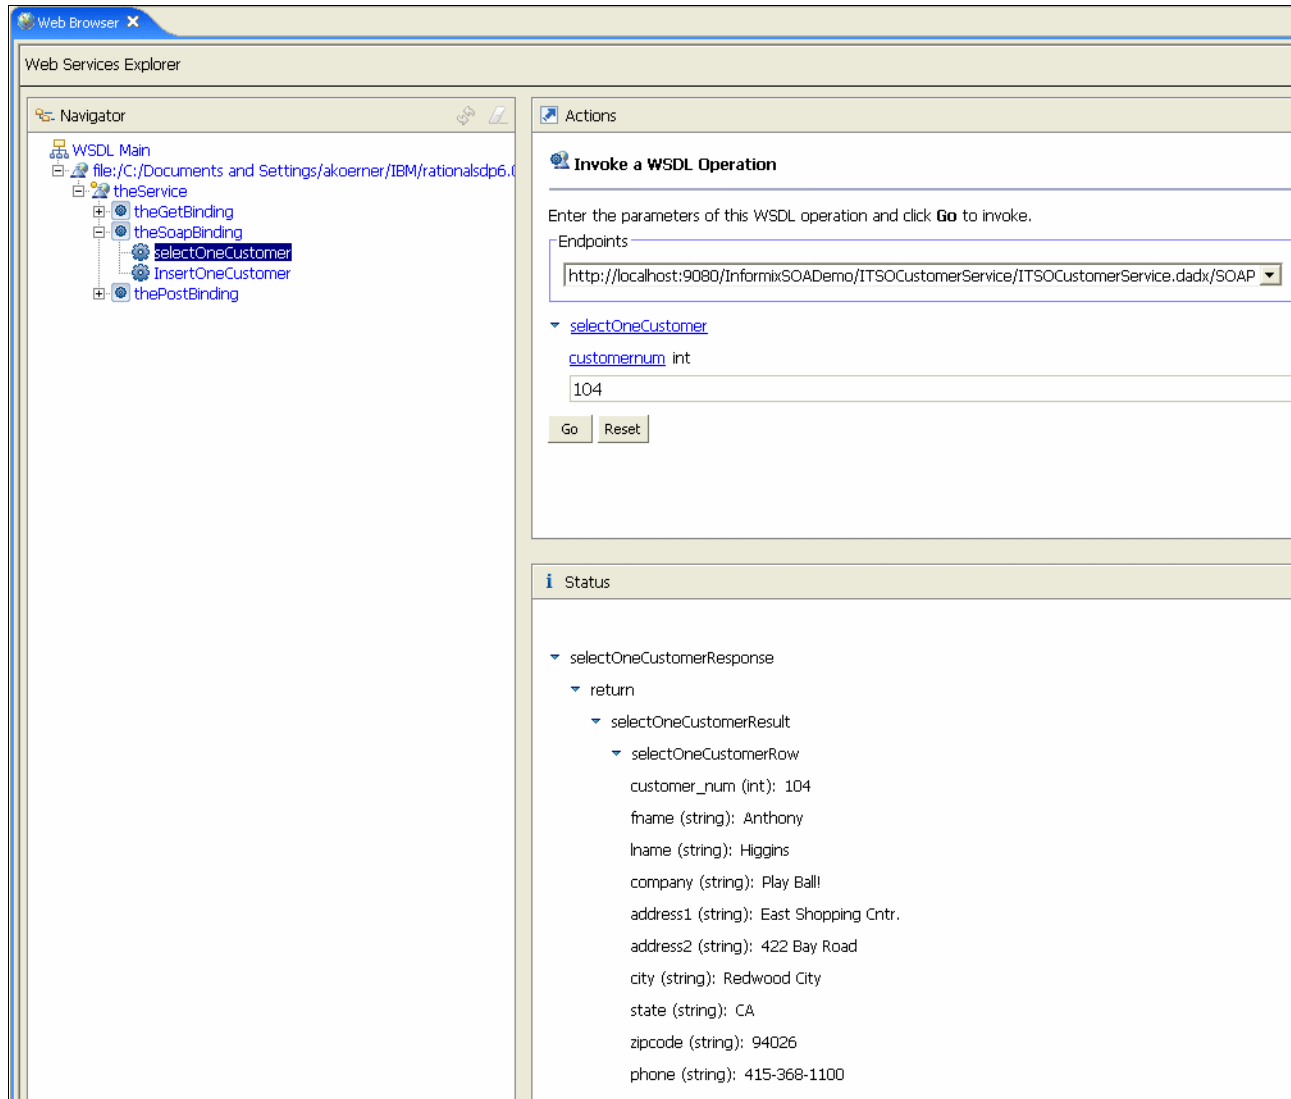 Web Browser
Web Services Explorer
Navigator
WSDL Main
file:/C:/Documents and Settings/akoerner/IBM/rationalsdp6.(
theService
theGetBinding
theSoapBinding
selectOneCustomer
InsertOneCustomer
thePostBinding
Actions
Invoke a WSDL Operation
Enter the parameters of this WSDL operation and click Go to invoke.
Endpoints
http://localhost:9080/InformixSOADemo/ITSOCustomerService/ITSOCustomerService.dadx/SOAP
selectOneCustomer
customernum int
104
Go Reset
i Status
selectOneCustomerResponse
return
selectOneCustomerResult
selectOneCustomerRow
customer_num (int): 104
fname (string): Anthony
lname (string): Higgins
company (string): Play Ball!
address1 (string): East Shopping Cntr.
address2 (string): 422 Bay Road
city (string): Redwood City
state (string): CA
zipcode (string): 94026
phone (string): 415-368-1100